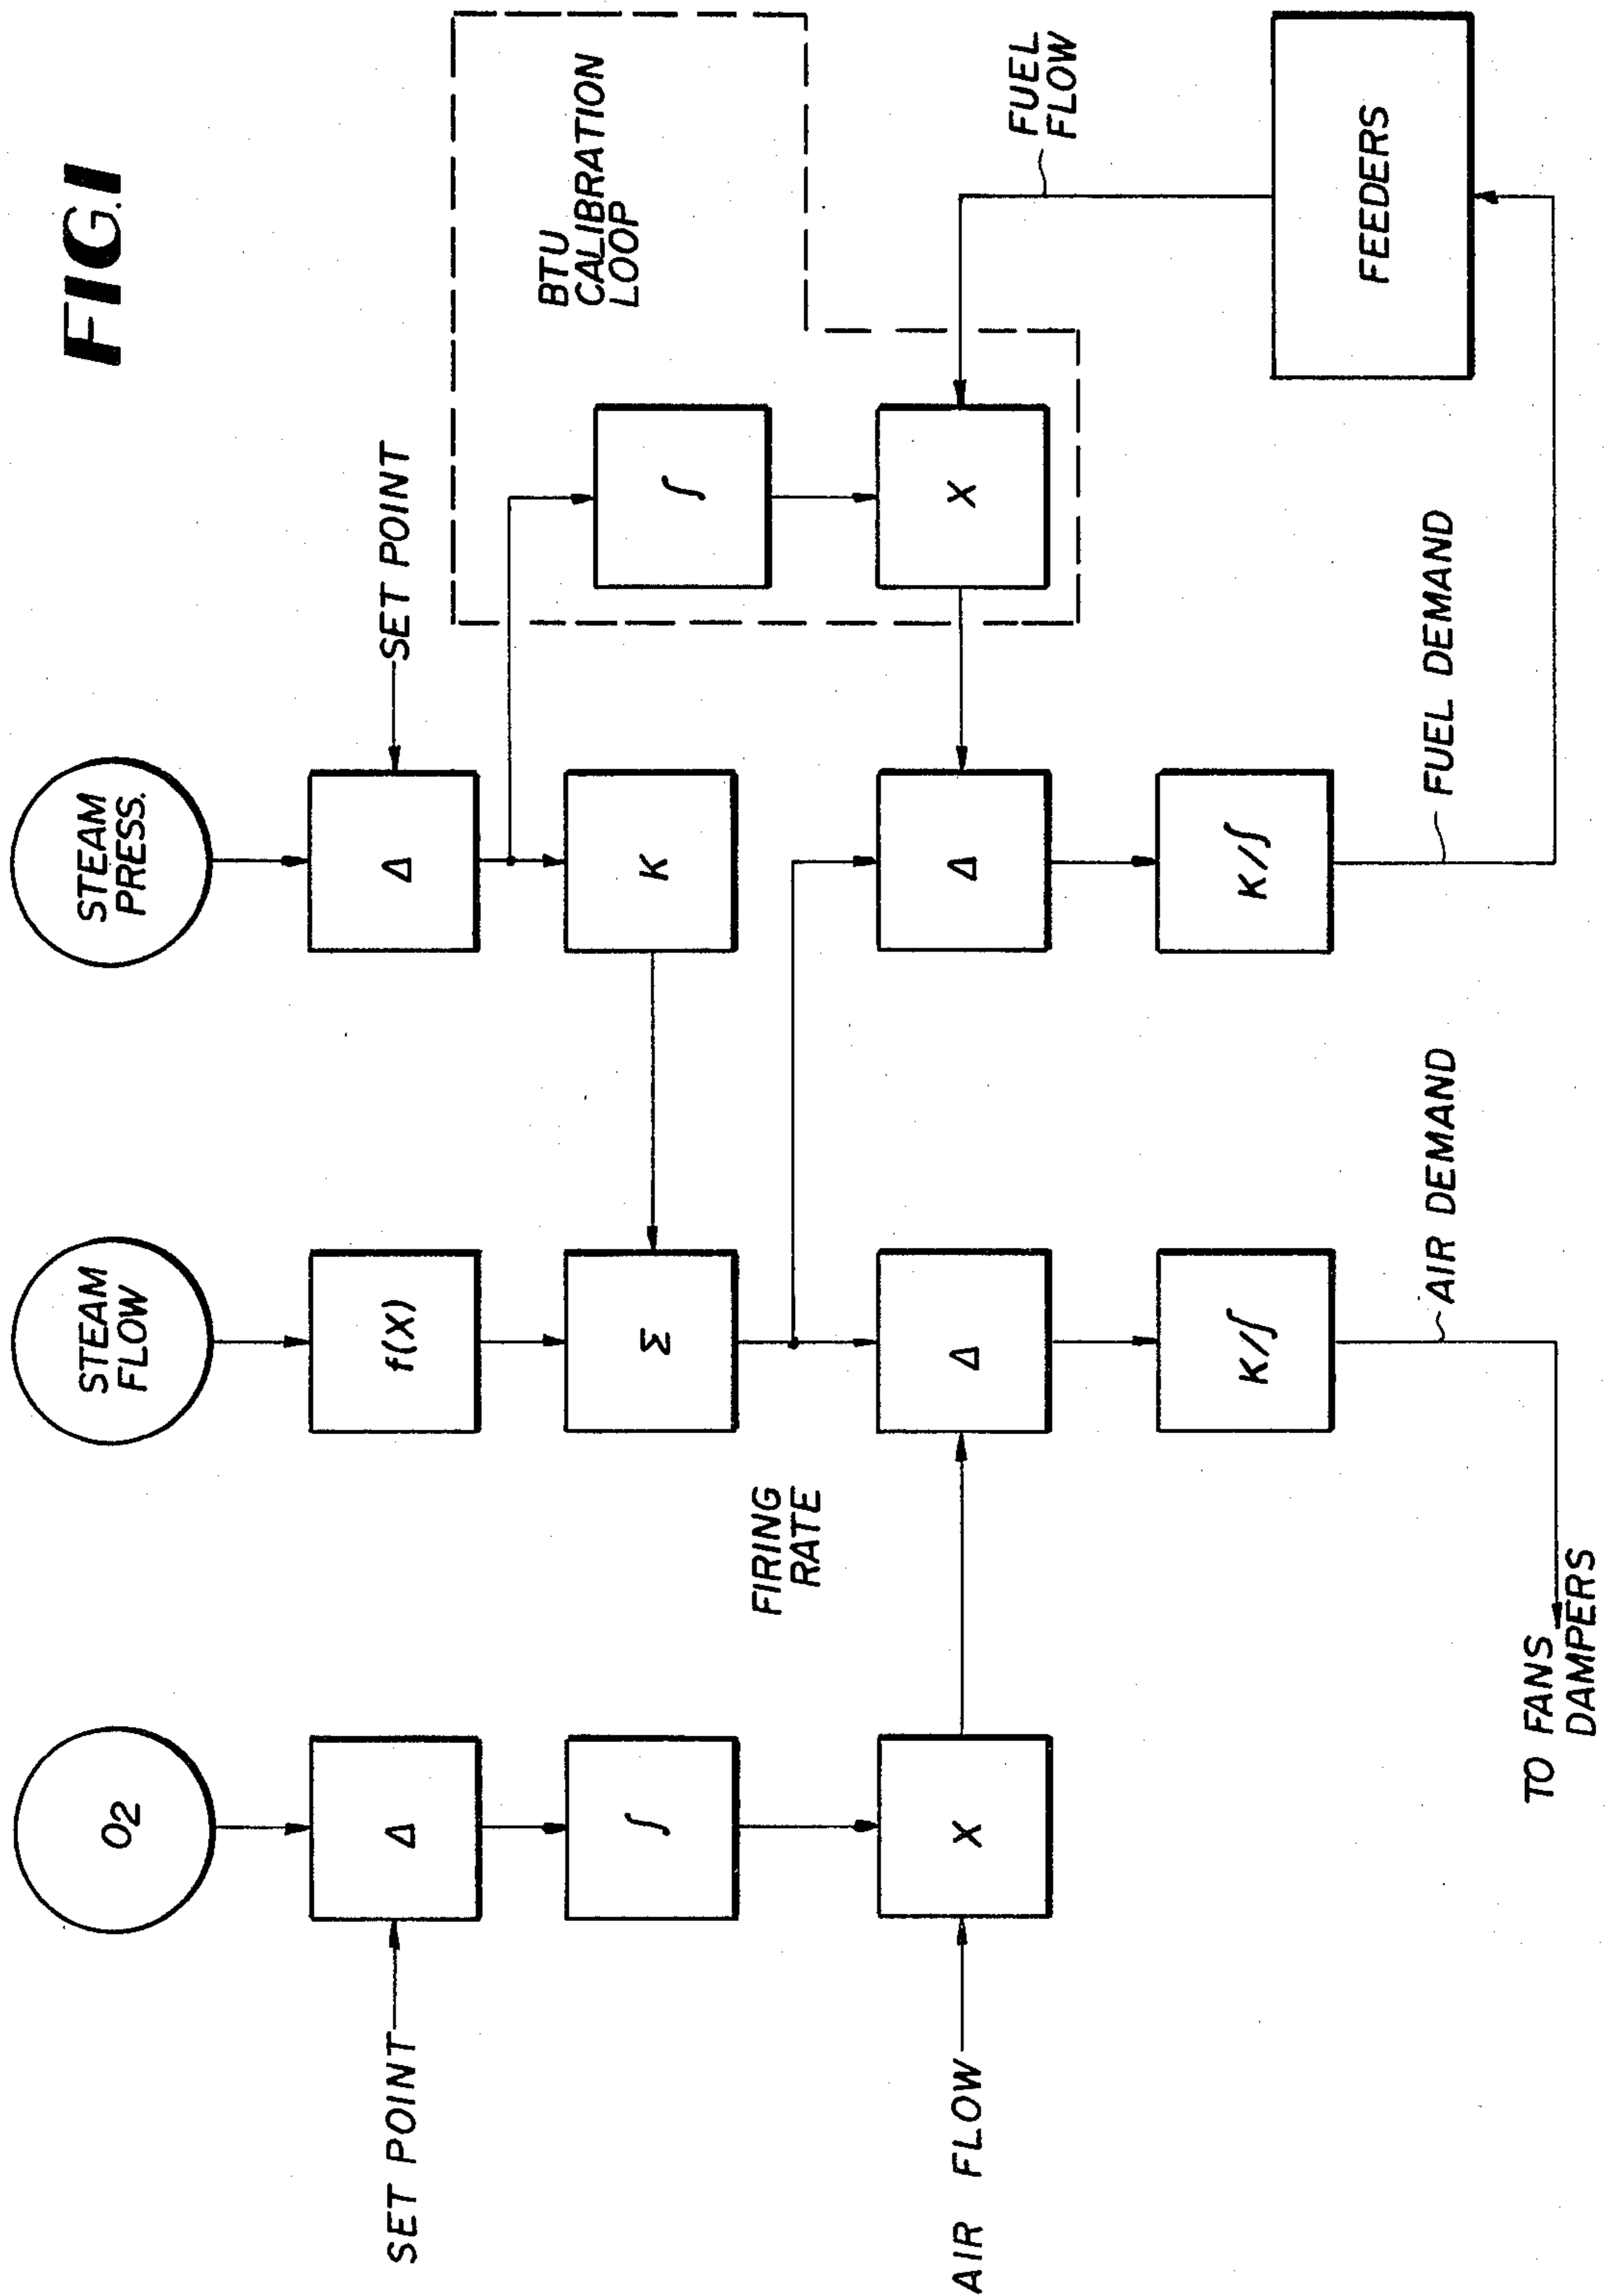 FIG.1
O2
STEAM
FLOW
STEAM
PRESS.
SET POINT
Δ
f(X)
Δ
SET POINT
BTU
CALIBRATION
LOOP
∫
Σ
K
∫
FIRING
RATE
AIR FLOW
X
Δ
Δ
X
FUEL
FLOW
K/∫
K/∫
FEEDERS
AIR DEMAND
FUEL DEMAND
TO FANS
DAMPERS